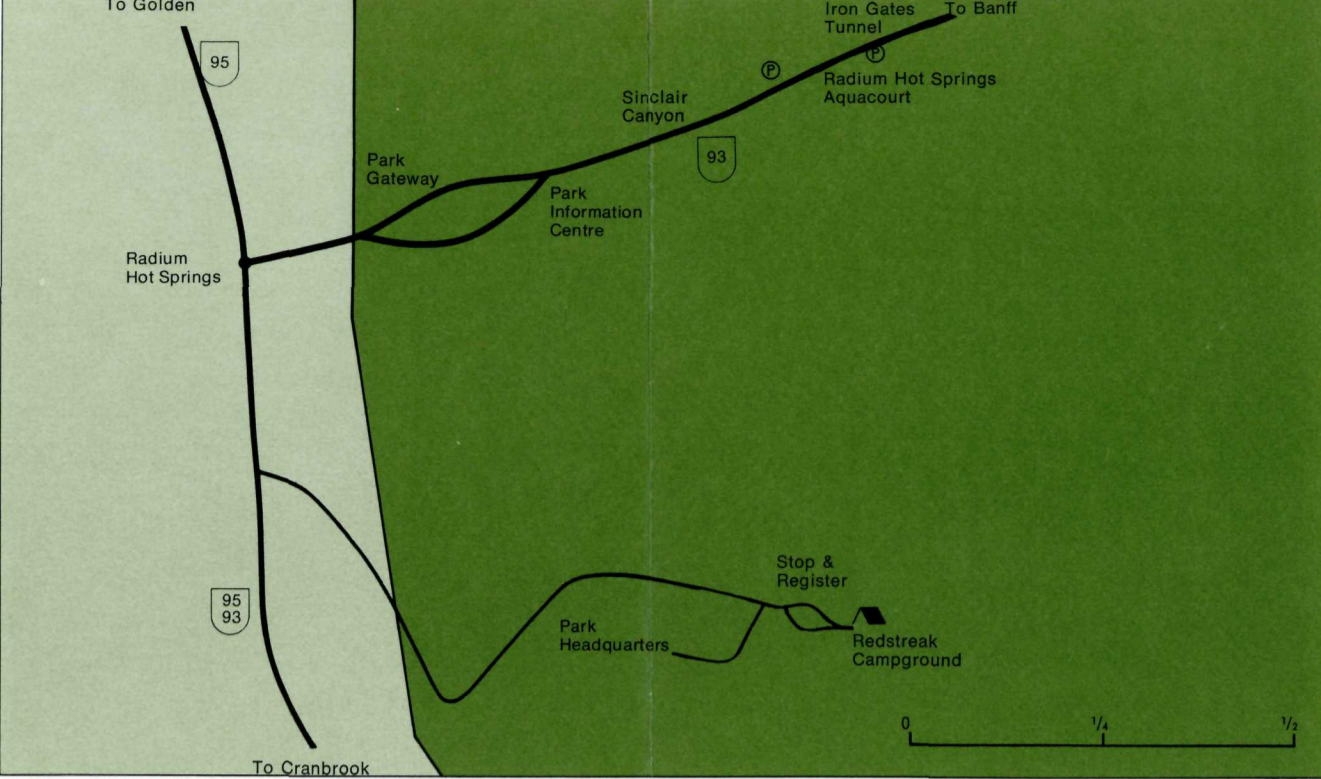 To Golden
95
Iron Gates
Tunnel
To Banff
P
P
Radium Hot Springs
Aquacourt
Sinclair
Canyon
93
Park
Gateway
Park
Information
Centre
Radium
Hot Springs
Stop &
Register
95
93
Park
Headquarters
Redstreak
Campground
0 1/4 1/2
To Cranbrook